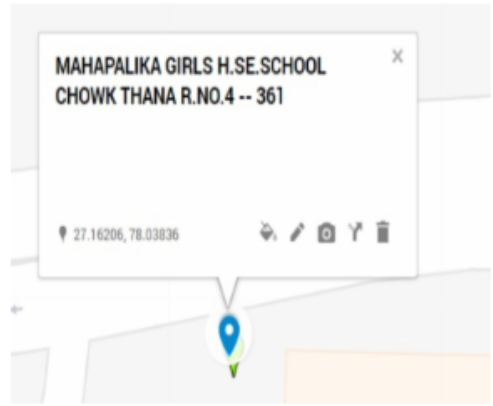 MAHAPALIKA GIRLS H.SE.SCHOOL
CHOWK THANA R.NO.4 -- 361
27.16206, 78.03836